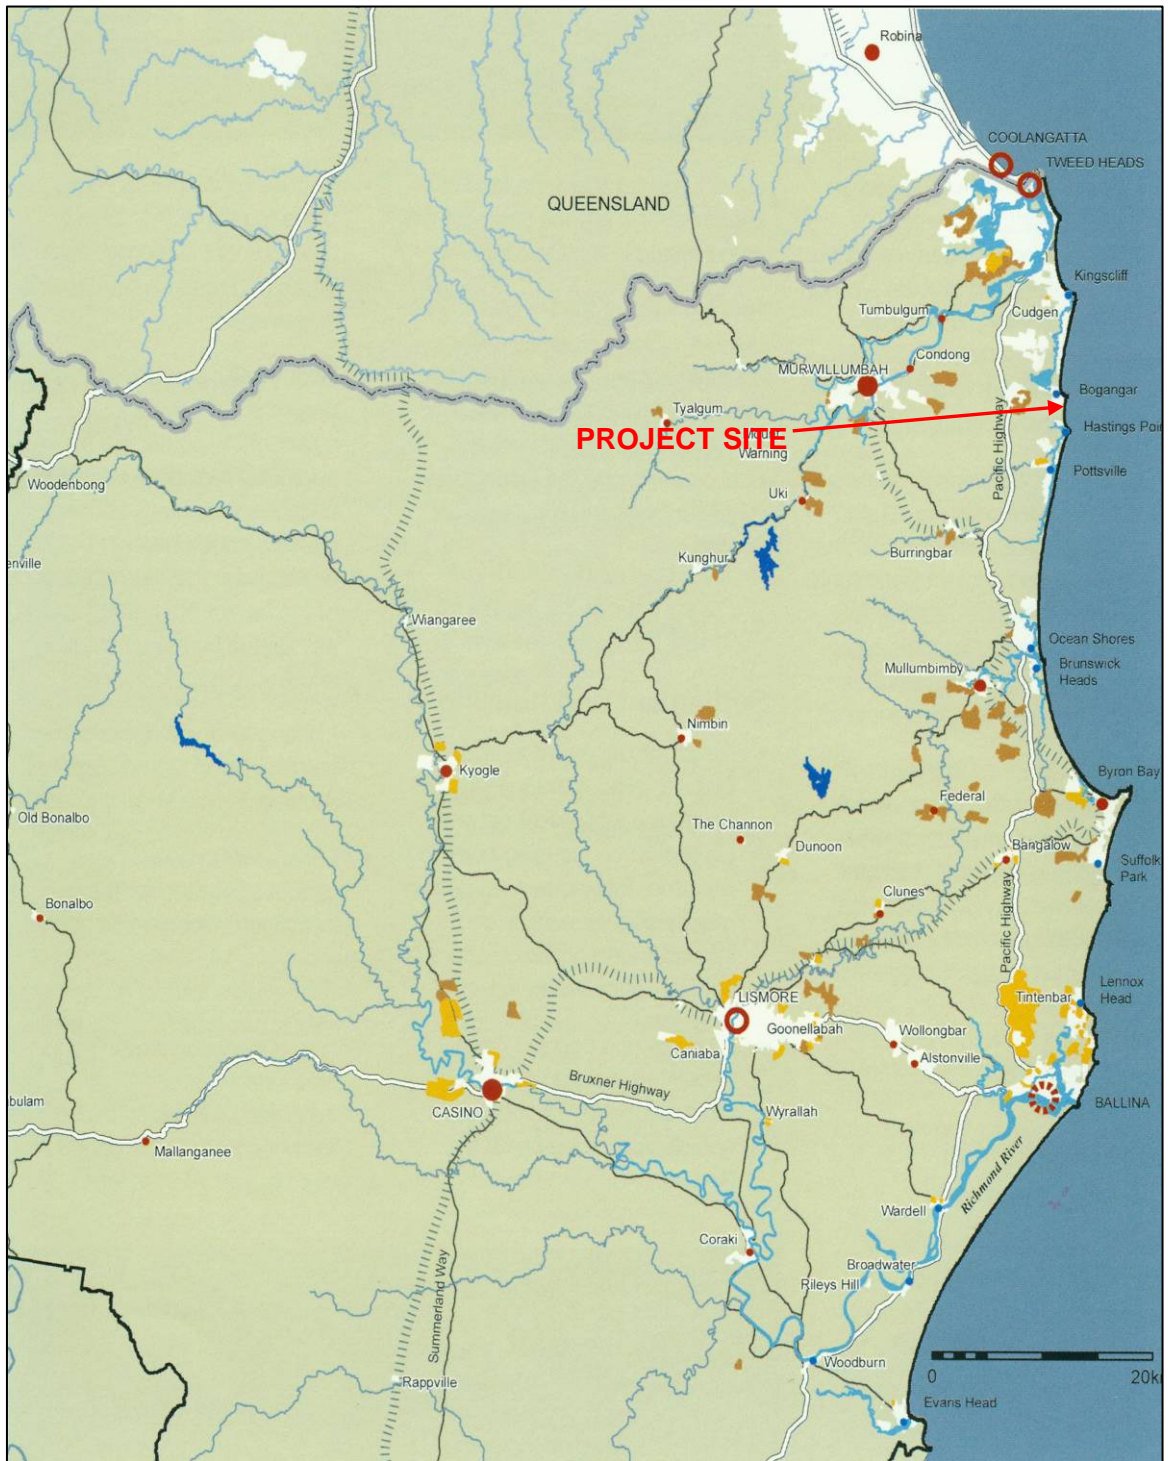 Robina
COOLANGATTA
TWEED HEADS
QUEENSLAND
Kingscliff
Tumbulgum
Cudgen
Condong
MURWILLUMBAH
Bogangar
Tyalgum
PROJECT SITE
Hastings Poin
Mount
Warning
Pacific Highway
Pottsville
Woodenbong
Uki
Burringbar
Kunghur
enville
Wiangaree
Ocean Shores
Mullumbimby
Brunswick
Heads
Nimbin
Kyogle
Byron Bay
Federal
Old Bonalbo
The Channon
Dunoon
Bangalow
Suffolk
Park
Clunes
Bonalbo
Pacific Highway
Lennox
Head
LISMORE
Tintenbar
Goonellabah
Wollongbar
Caniaba
Alstonville
Bruxner Highway
CASINO
bulam
Wyrallah
BALLINA
Mallanganee
Richmond River
Wardell
Coraki
Broadwater
Rileys Hill
Summerland Way
Woodburn
0
20k
Rappville
Evans Head